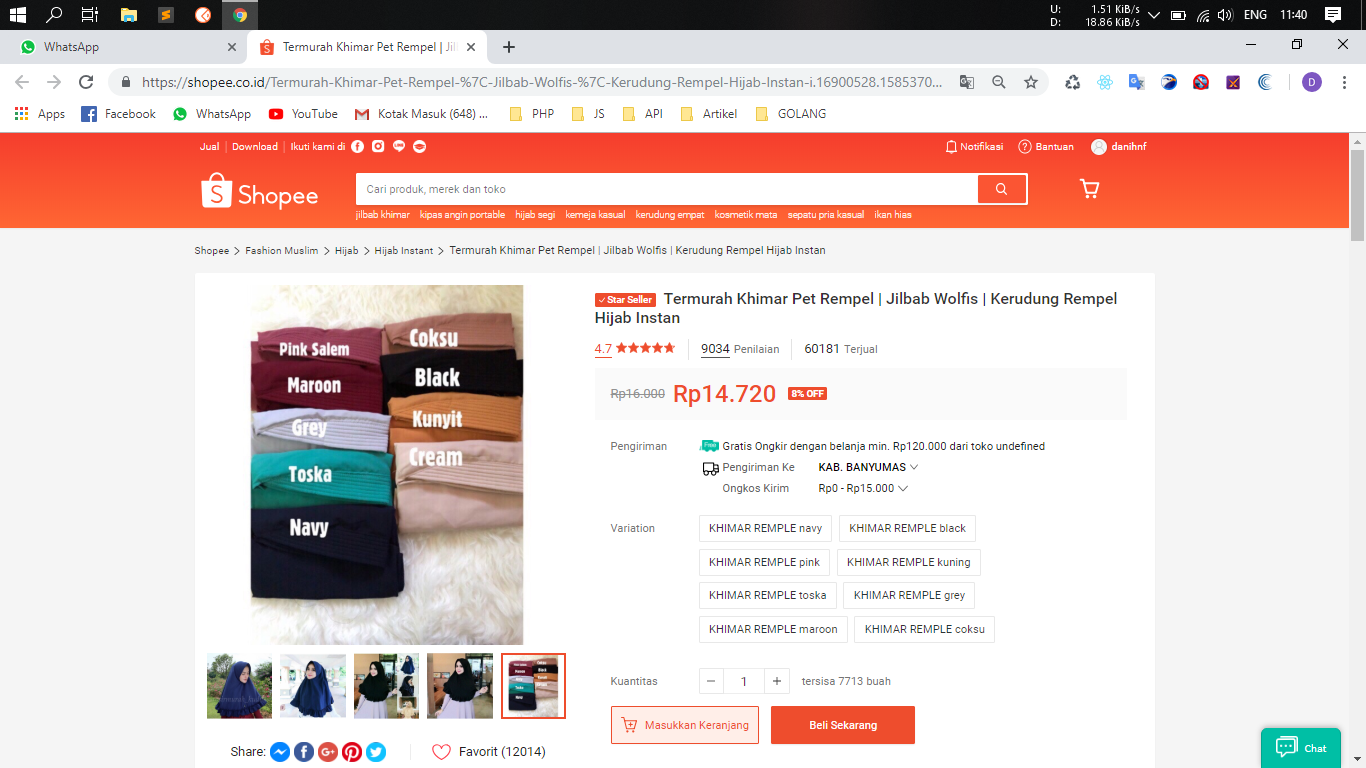 U: 1.51 KiB/s
D: 18.86 KiB/s
ENG 11:40
WhatsApp
Termurah Khimar Pet Rempel | Jil
https://shopee.co.id/Termurah-Khimar-Pet-Rempel-%7C-Jilbab-Wolfis-%7C-Kerudung-Rempel-Hijab-Instan-i.16900528.1585370...
D
Apps Facebook WhatsApp YouTube Kotak Masuk (648) ... PHP JS API Artikel GOLANG
Jual Download Ikuti kami di Notifikasi Bantuan danihnf
Shopee
Cari produk, merek dan toko
jilbab khimar kipas angin portable hijab segi kemeja kasual kerudung empat kosmetik mata sepatu pria kasual ikan hias
Shopee > Fashion Muslim > Hijab > Hijab Instant > Termurah Khimar Pet Rempel | Jilbab Wolfis | Kerudung Rempel Hijab Instan
Pink Salem
Coksu
Maroon
Black
Grey
Kunyit
Toska
Cream
Navy
Star Seller Termurah Khimar Pet Rempel | Jilbab Wolfis | Kerudung Rempel
Hijab Instan
4.7 9034 Penilaian 60181 Terjual
Rp16.000 Rp14.720 8% OFF
Pengiriman Free Gratis Ongkir dengan belanja min. Rp120.000 dari toko undefined
Pengiriman Ke KAB. BANYUMAS
Ongkos Kirim Rp0 - Rp15.000
Variation KHIMAR REMPLE navy KHIMAR REMPLE black
KHIMAR REMPLE pink KHIMAR REMPLE kuning
KHIMAR REMPLE toska KHIMAR REMPLE grey
KHIMAR REMPLE maroon KHIMAR REMPLE coksu
Kuantitas − 1 + tersisa 7713 buah
Masukkan Keranjang Beli Sekarang
Share: Favorit (12014)
Chat